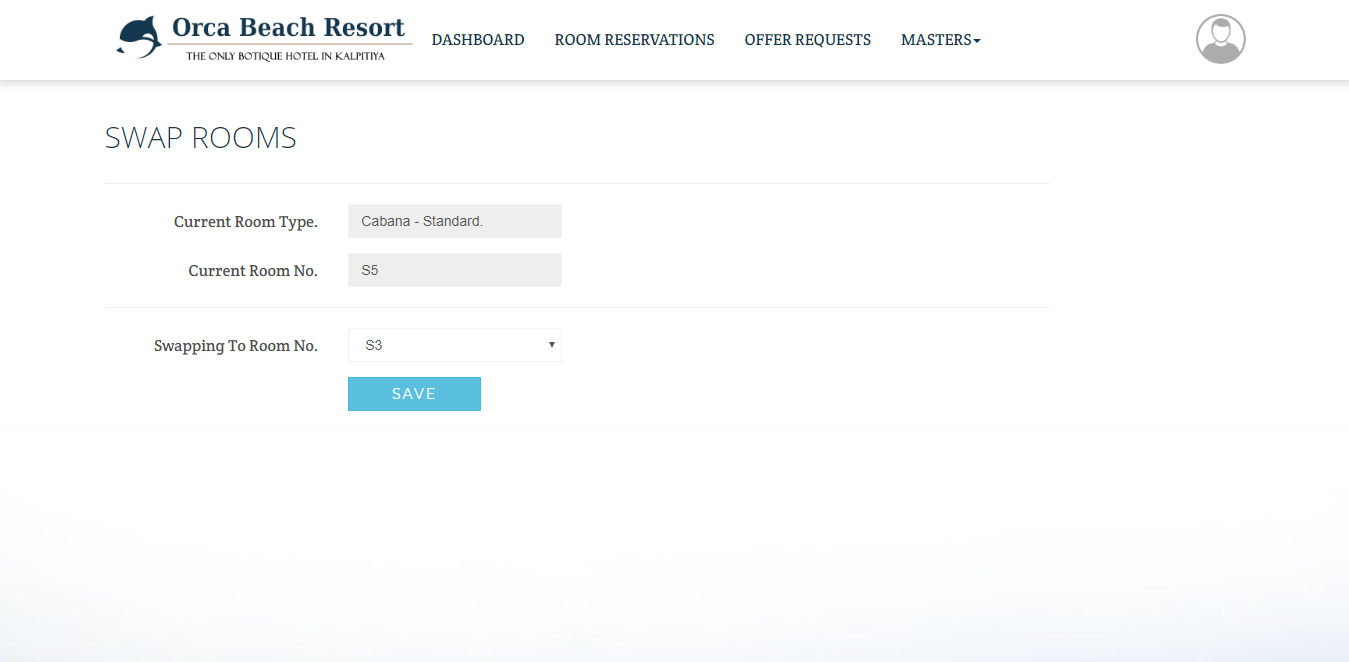 Orca Beach Resort
THE ONLY BOTIQUE HOTEL IN KALPITIYA
DASHBOARD ROOM RESERVATIONS OFFER REQUESTS MASTERS
SWAP ROOMS
Current Room Type. Cabana - Standard.
Current Room No. S5
Swapping To Room No. S3
SAVE